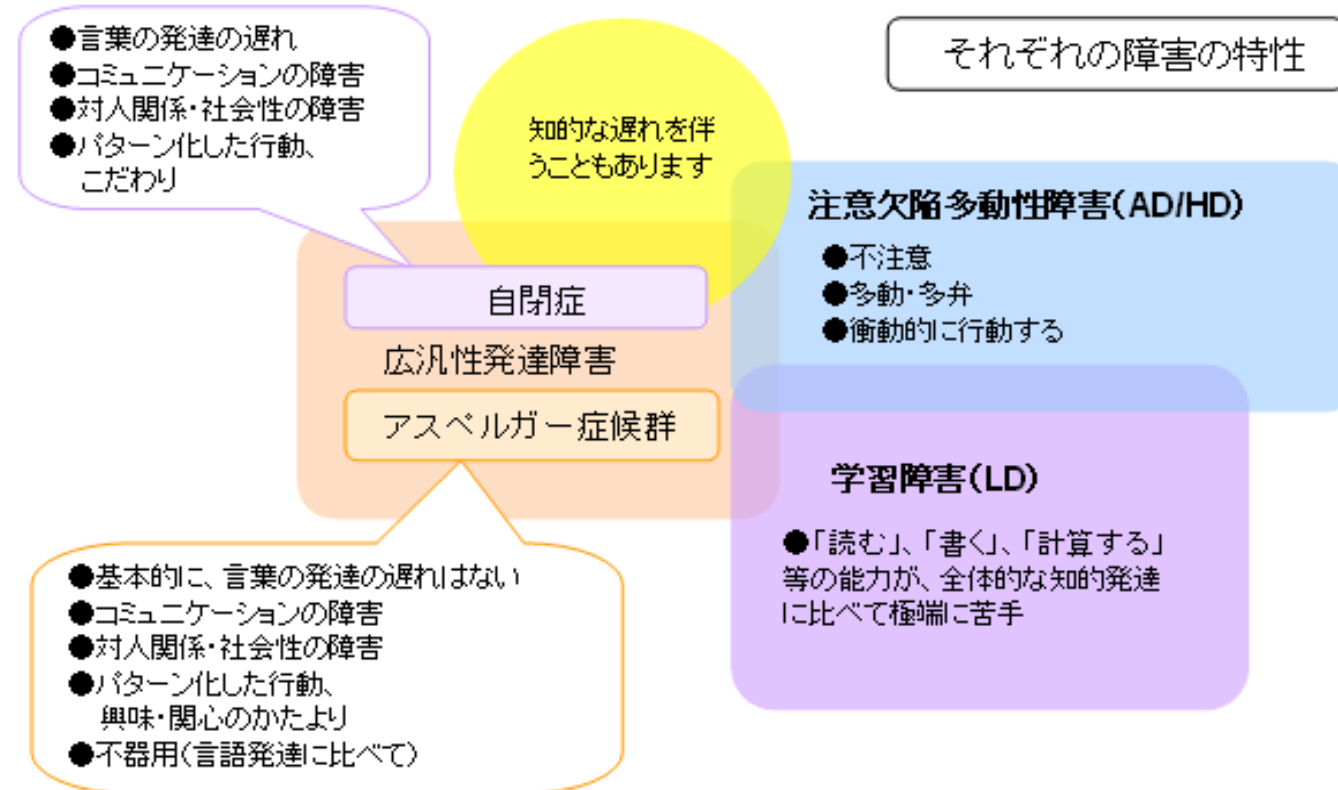 それぞれの障害の特性
●言葉の発達の遅れ
●コミュニケーションの障害
●対人関係・社会性の障害
●パターン化した行動、
こだわり
知的な遅れを伴
うこともあります
注意欠陥多動性障害(AD/HD)
●不注意
●多動・多弁
●衝動的に行動する
自閉症
広汎性発達障害
アスペルガー症候群
学習障害(LD)
●「読む」、「書く」、「計算する」
等の能力が、全体的な知的発達
に比べて極端に苦手
●基本的に、言葉の発達の遅れはない
●コミュニケーションの障害
●対人関係・社会性の障害
●パターン化した行動、
興味・関心のかたより
●不器用(言語発達に比べて)